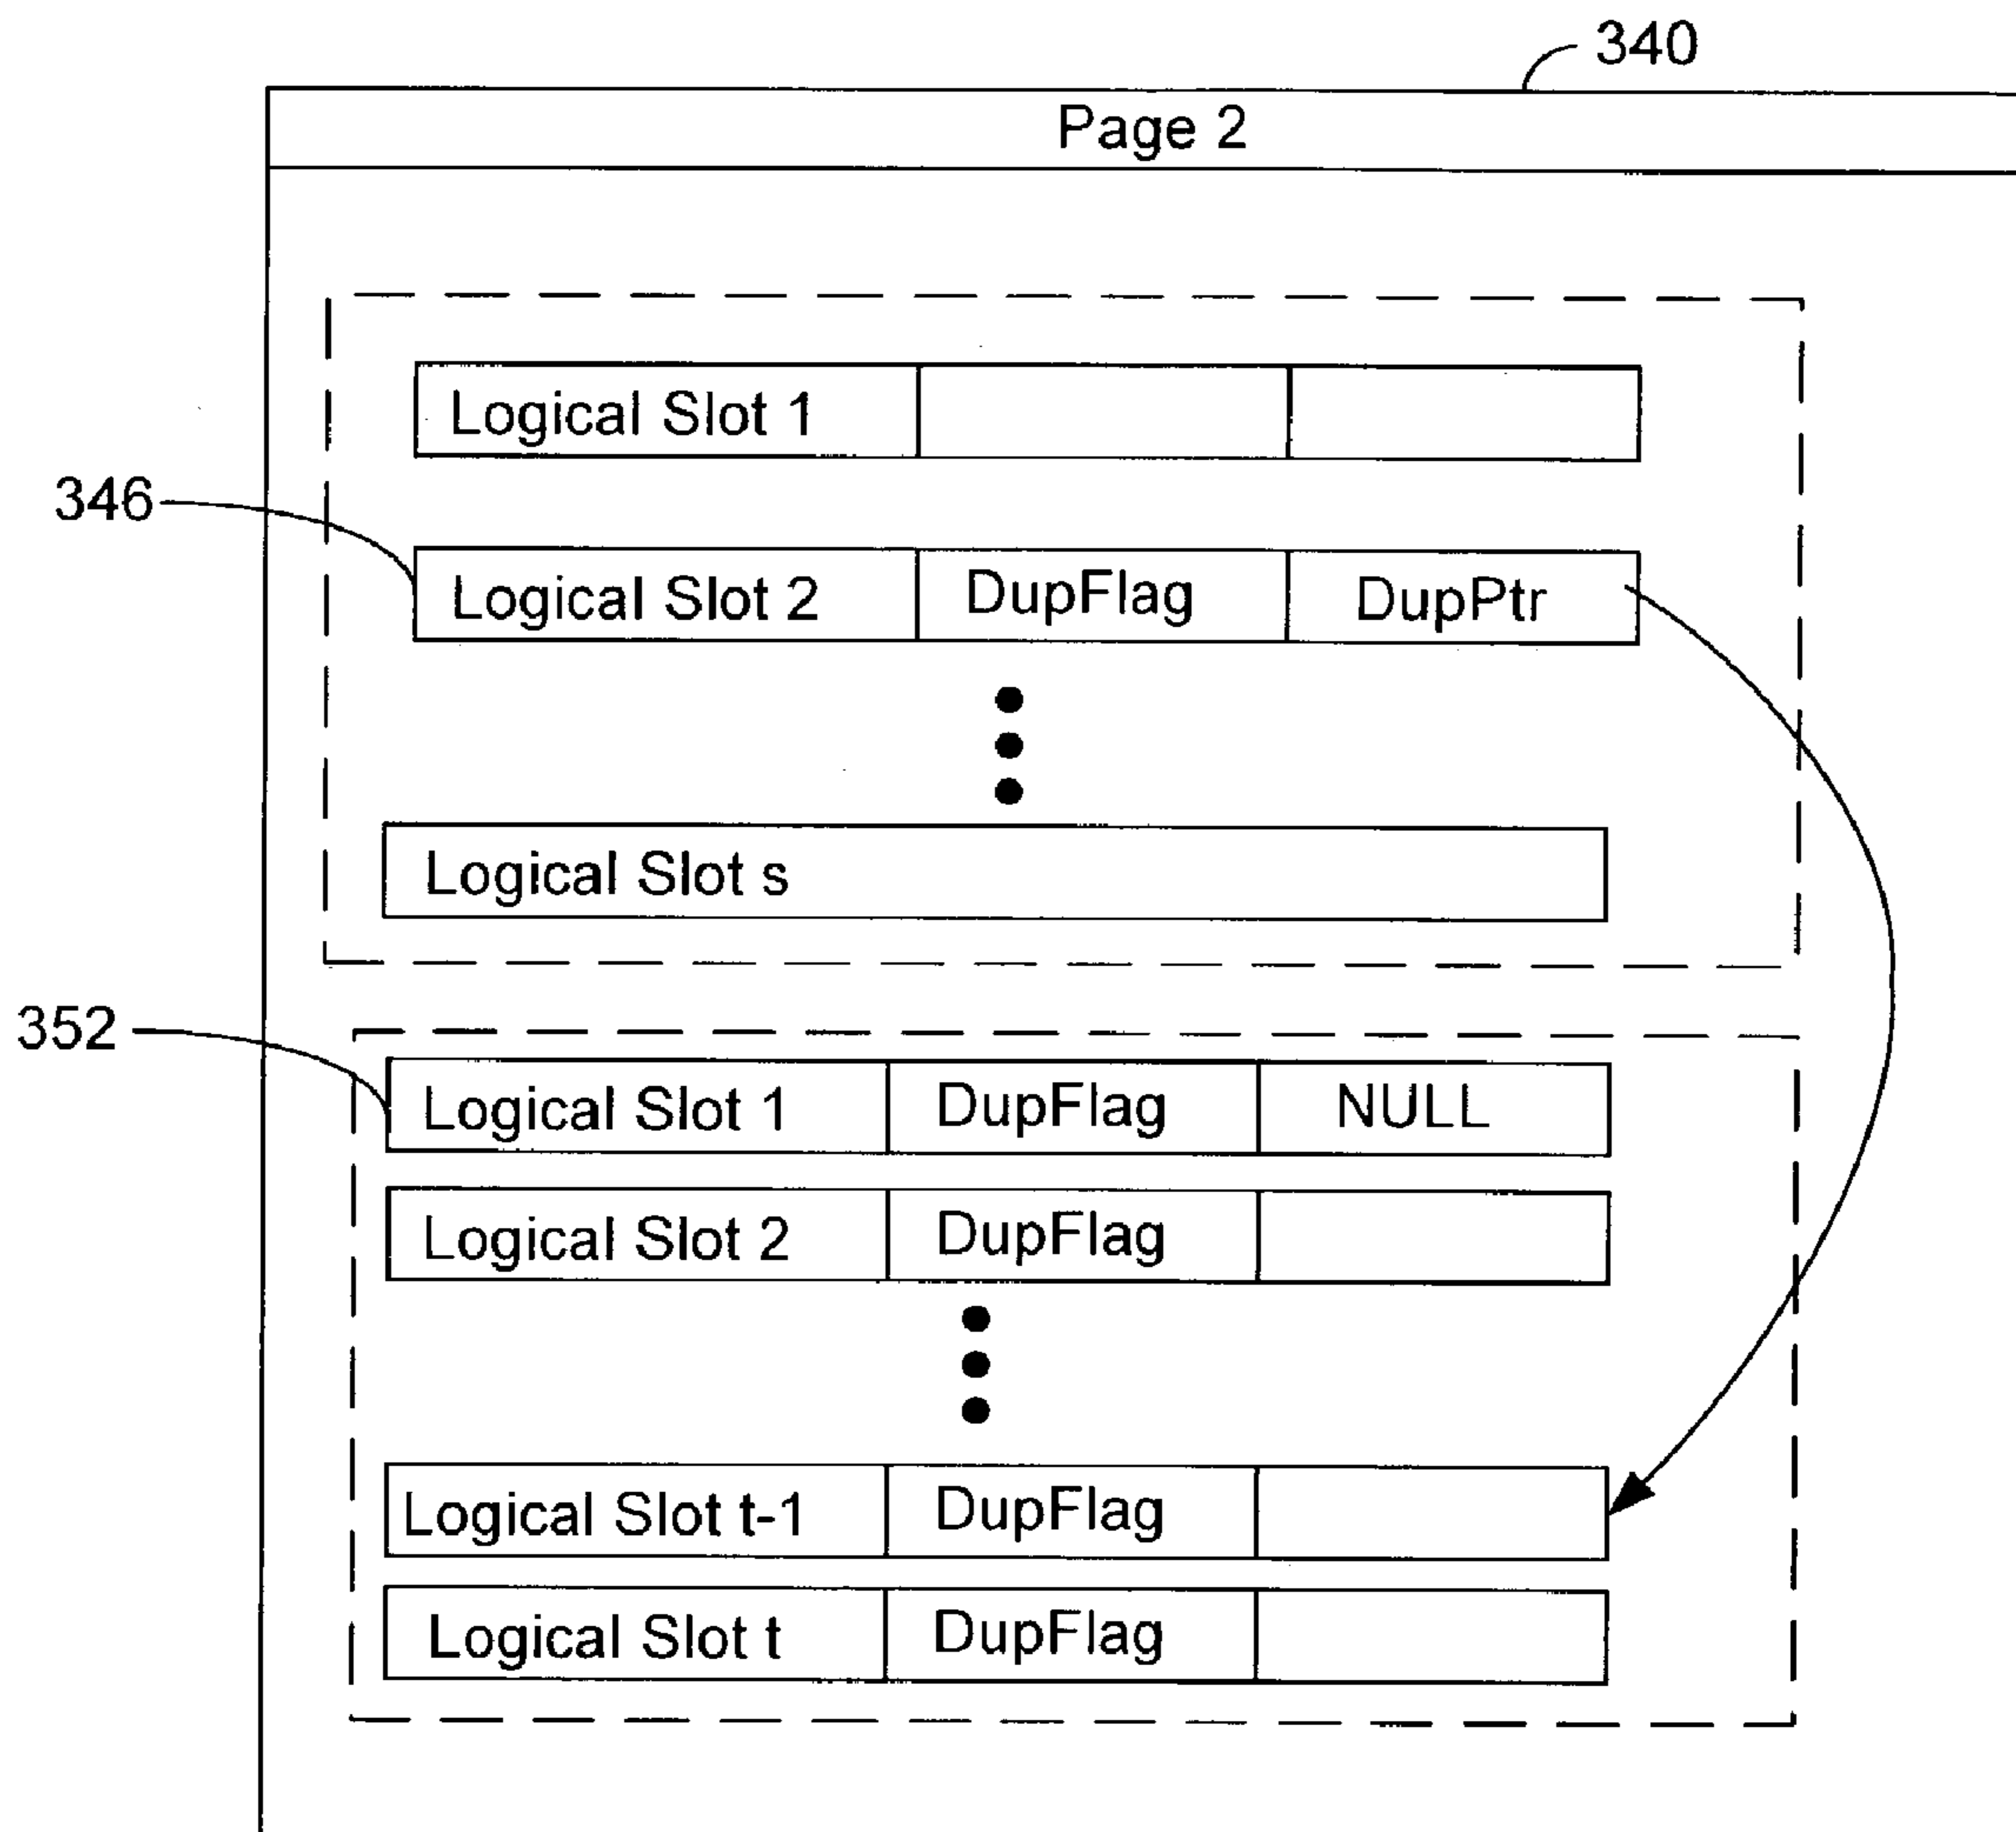 340
Page 2
Logical Slot 1
346
Logical Slot 2 DupFlag DupPtr
Logical Slot s
352
Logical Slot 1 DupFlag NULL
Logical Slot 2 DupFlag
Logical Slot t-1 DupFlag
Logical Slot t DupFlag